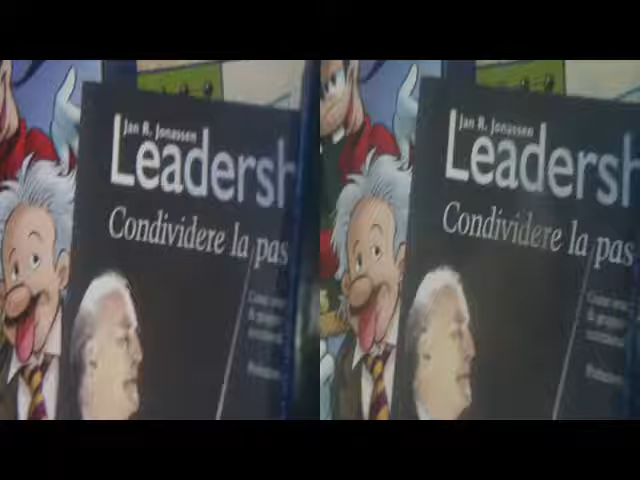 Jan R. Jonassen
Leadersh
Condividere la pas
Jan R. Jonassen
Leadersh
Condividere la pas